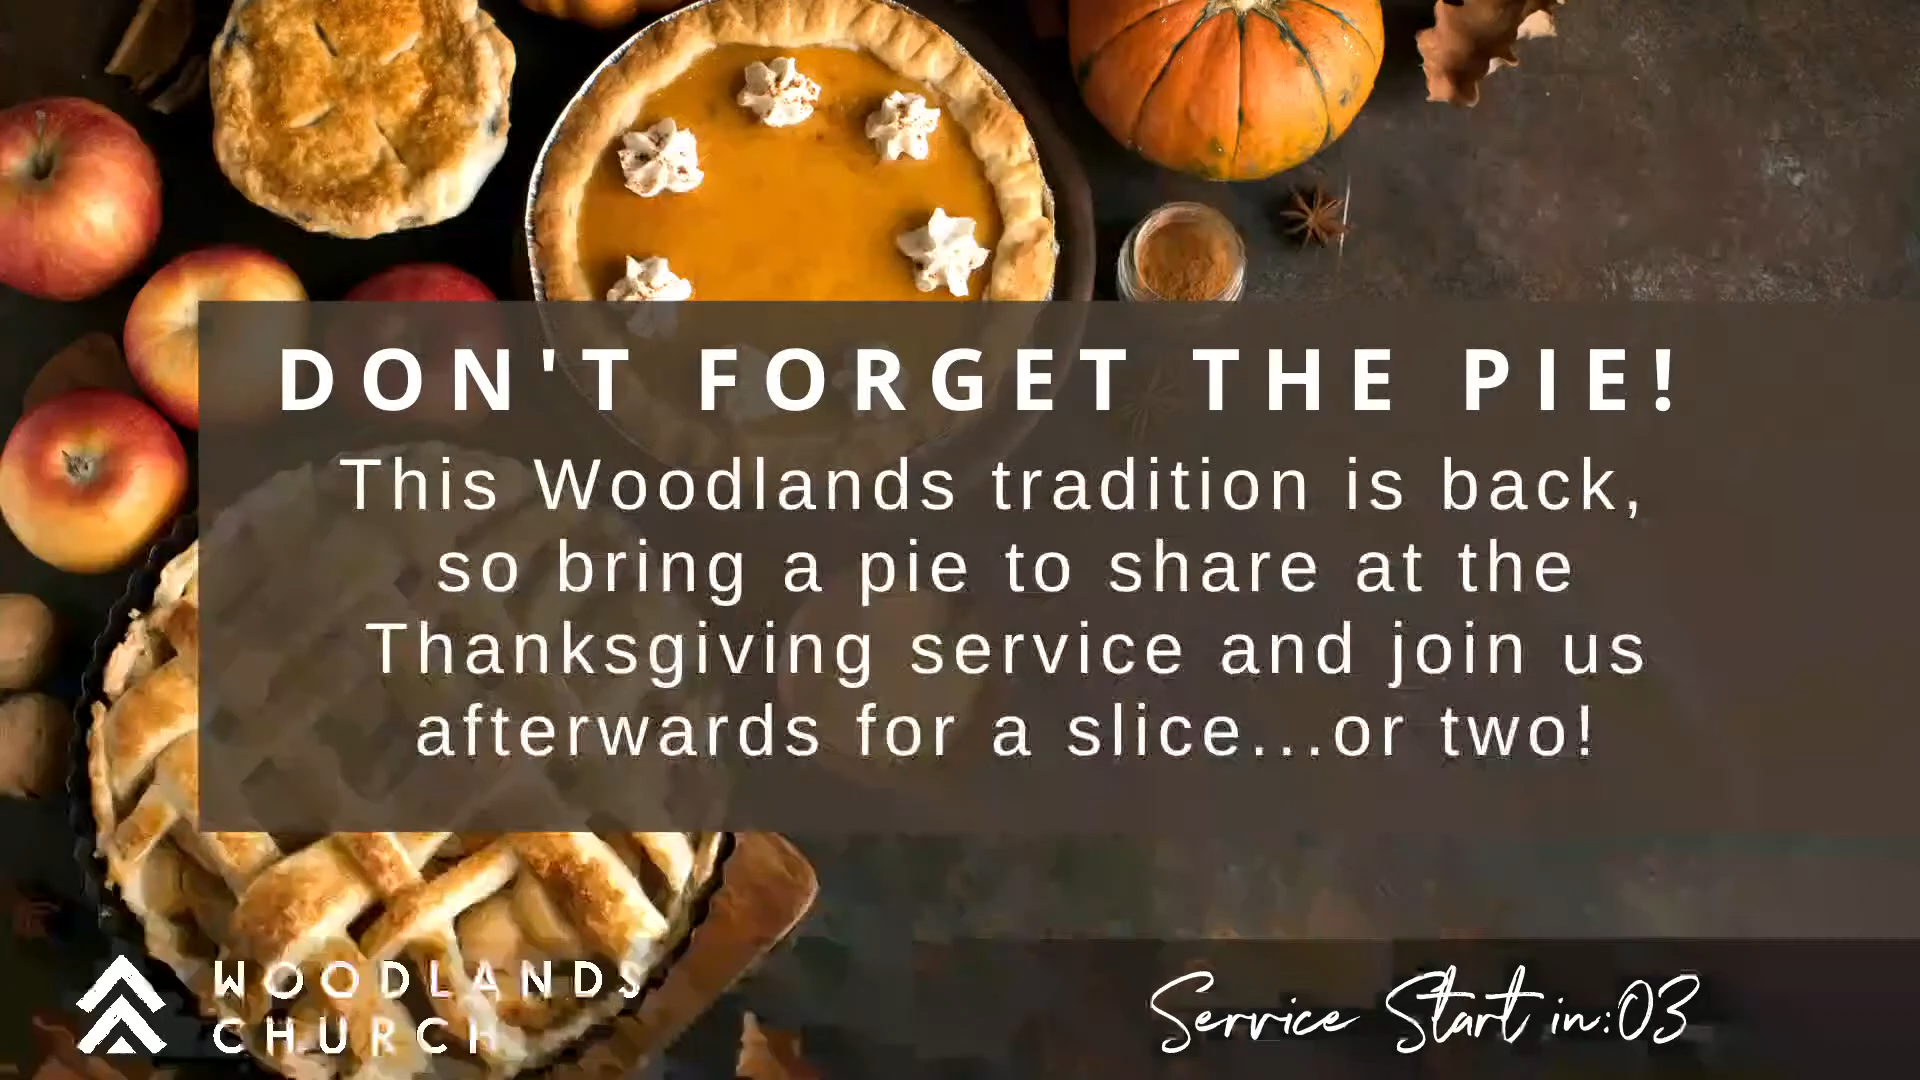 DON'T FORGET THE PIE!
This Woodlands tradition is back,
so bring a pie to share at the
Thanksgiving service and join us
afterwards for a slice...or two!
WOODLANDS
CHURCH
Service Start in:03